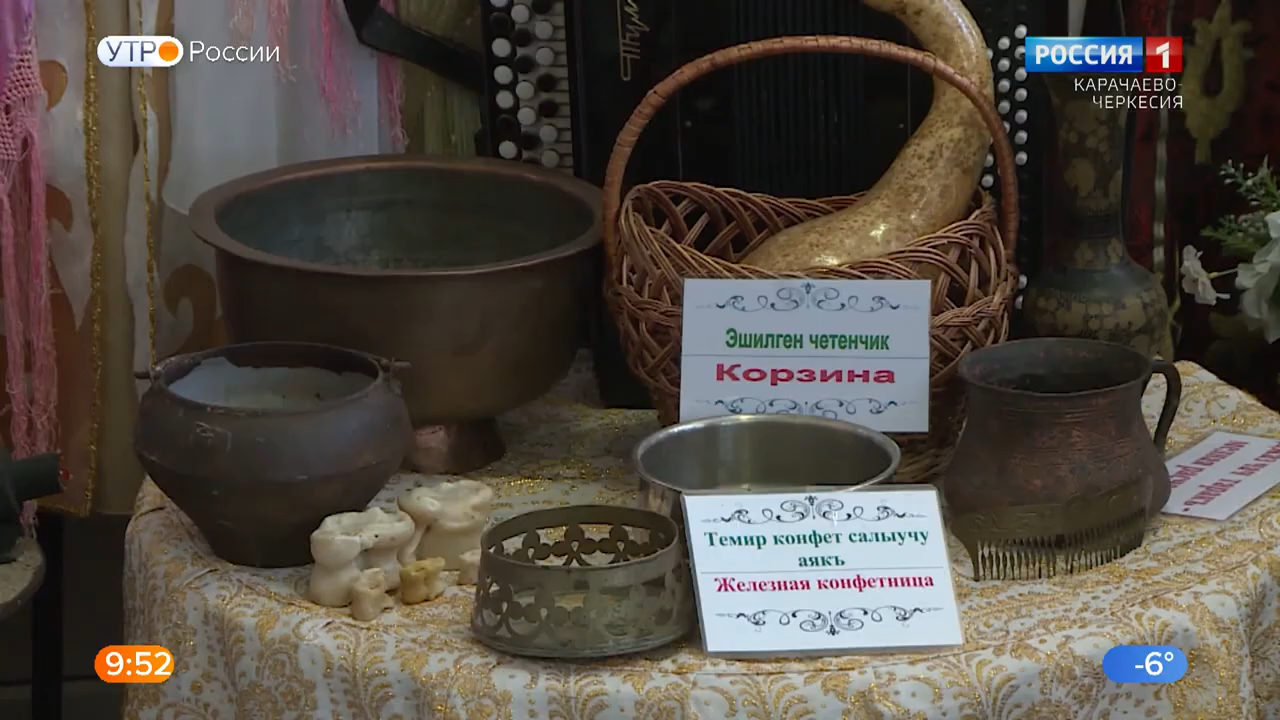 УТРО России
РОССИЯ 1
КАРАЧАЕВО-
ЧЕРКЕСИЯ
Эшилген четенчик
Корзина
Темир конфет салыучу
аякъ
Железная конфетница
9:52
-6°